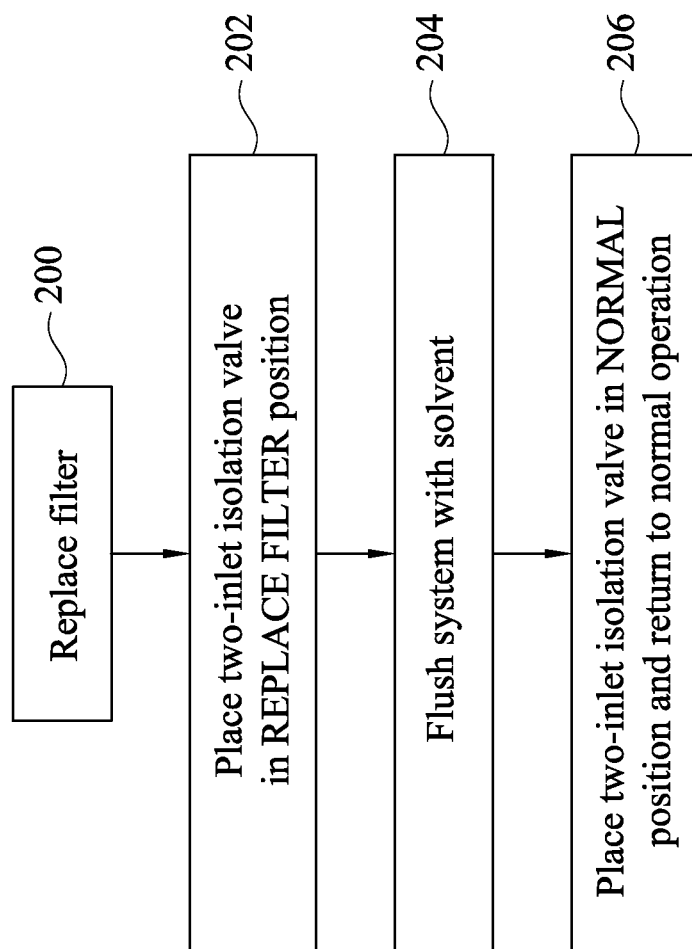 Replace filter
200
Place two-inlet isolation valve
in REPLACE FILTER position
202
Flush system with solvent
204
Place two-inlet isolation valve in NORMAL
position and return to normal operation
206